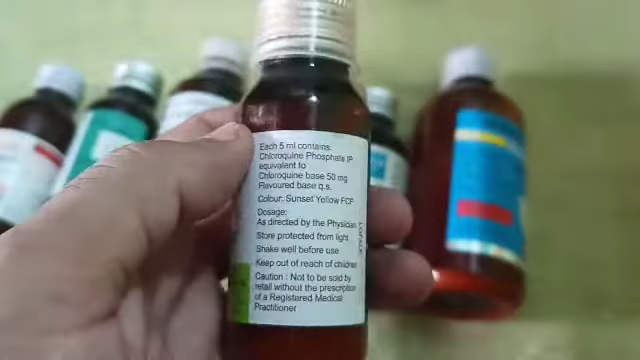 Each 5 ml contains:
Chloroquine Phosphate IP
equivalent to
Chloroquine base 50 mg
Flavoured base q.s.
Colour: Sunset Yellow FCF
Dosage:
As directed by the Physician
Store protected from light
Shake well before use
Keep out of reach of children
Caution : Not to be sold by
retail without the prescription
of a Registered Medical
Practitioner